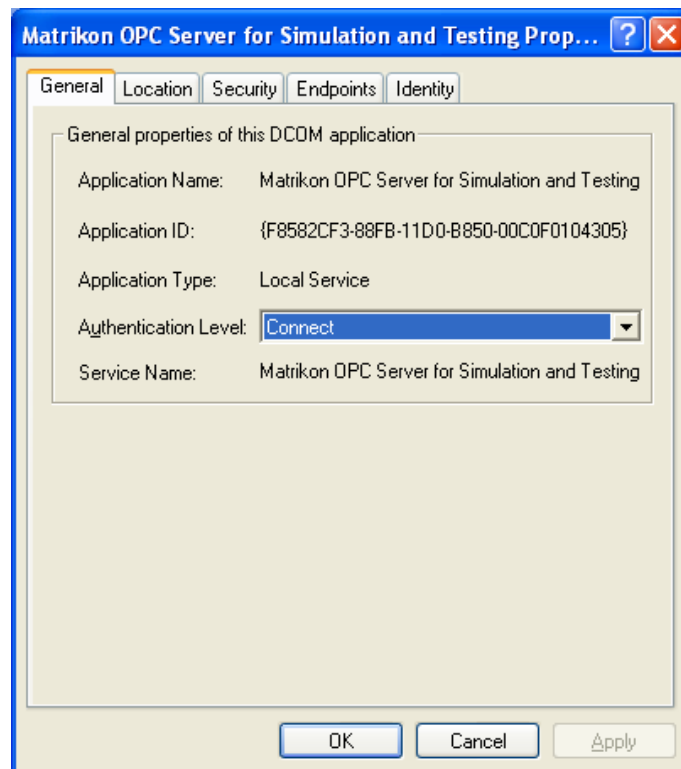 Matrikon OPC Server for Simulation and Testing Prop... ?
General Location Security Endpoints Identity
General properties of this DCOM application
Application Name: Matrikon OPC Server for Simulation and Testing
Application ID: {F8582CF3-88FB-11D0-B850-00C0F0104305}
Application Type: Local Service
Authentication Level: Connect
Service Name: Matrikon OPC Server for Simulation and Testing
OK Cancel Apply